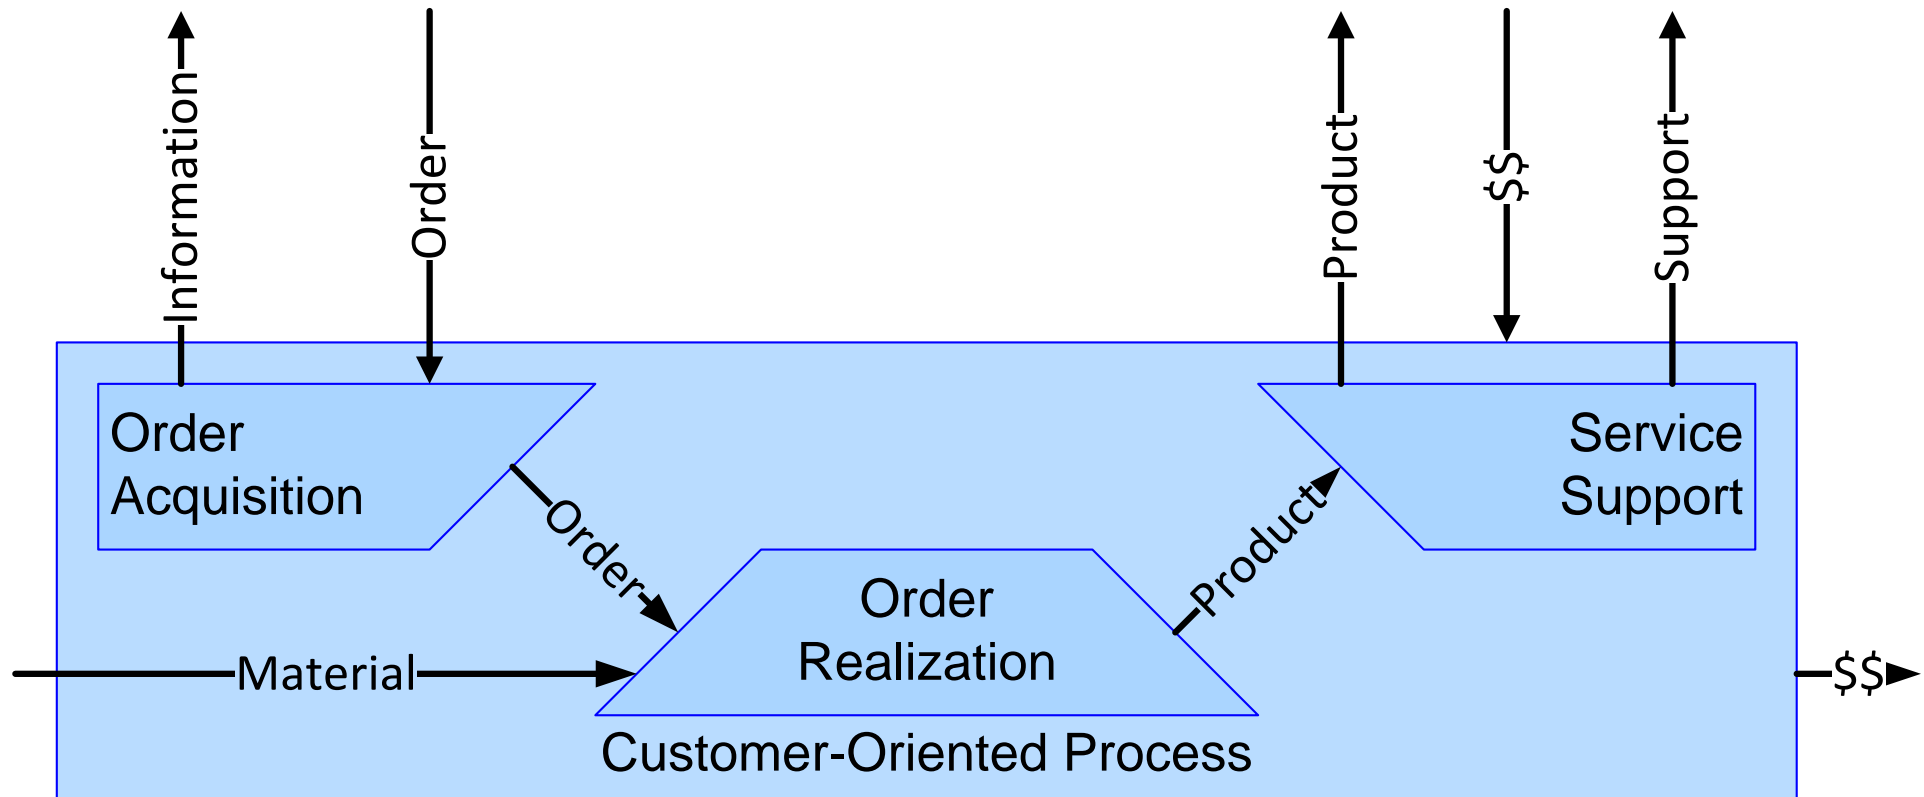 Information
Order
Product
$$
Support
Order
Acquisition
Service
Support
Order
Product
Order
Realization
Material
$$
Customer-Oriented Process